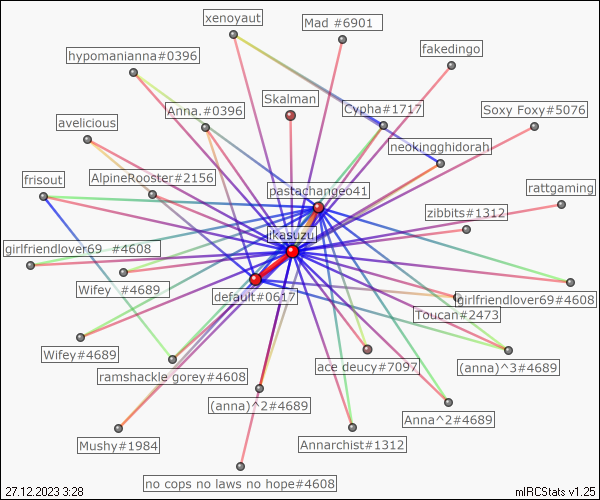 xenoyaut
Mad #6901
fakedingo
hypomanianna#0396
Skalman
Anna.#0396
Cypha#1717
Soxy Foxy#5076
avelicious
neokingghidorah
frisout
AlpineRooster#2156
pastachangeo41
rattgaming
zibbits#1312
ikasuzu
girlfriendlover69 #4608
Wifey #4689
default#0617
girlfriendlover69#4608
Toucan#2473
Wifey#4689
ramshackle gorey#4608
ace deucy#7097
(anna)^3#4689
(anna)^2#4689
Anna^2#4689
Mushy#1984
Annarchist#1312
no cops no laws no hope#4608
27.12.2023 3:28
mIRCStats v1.25